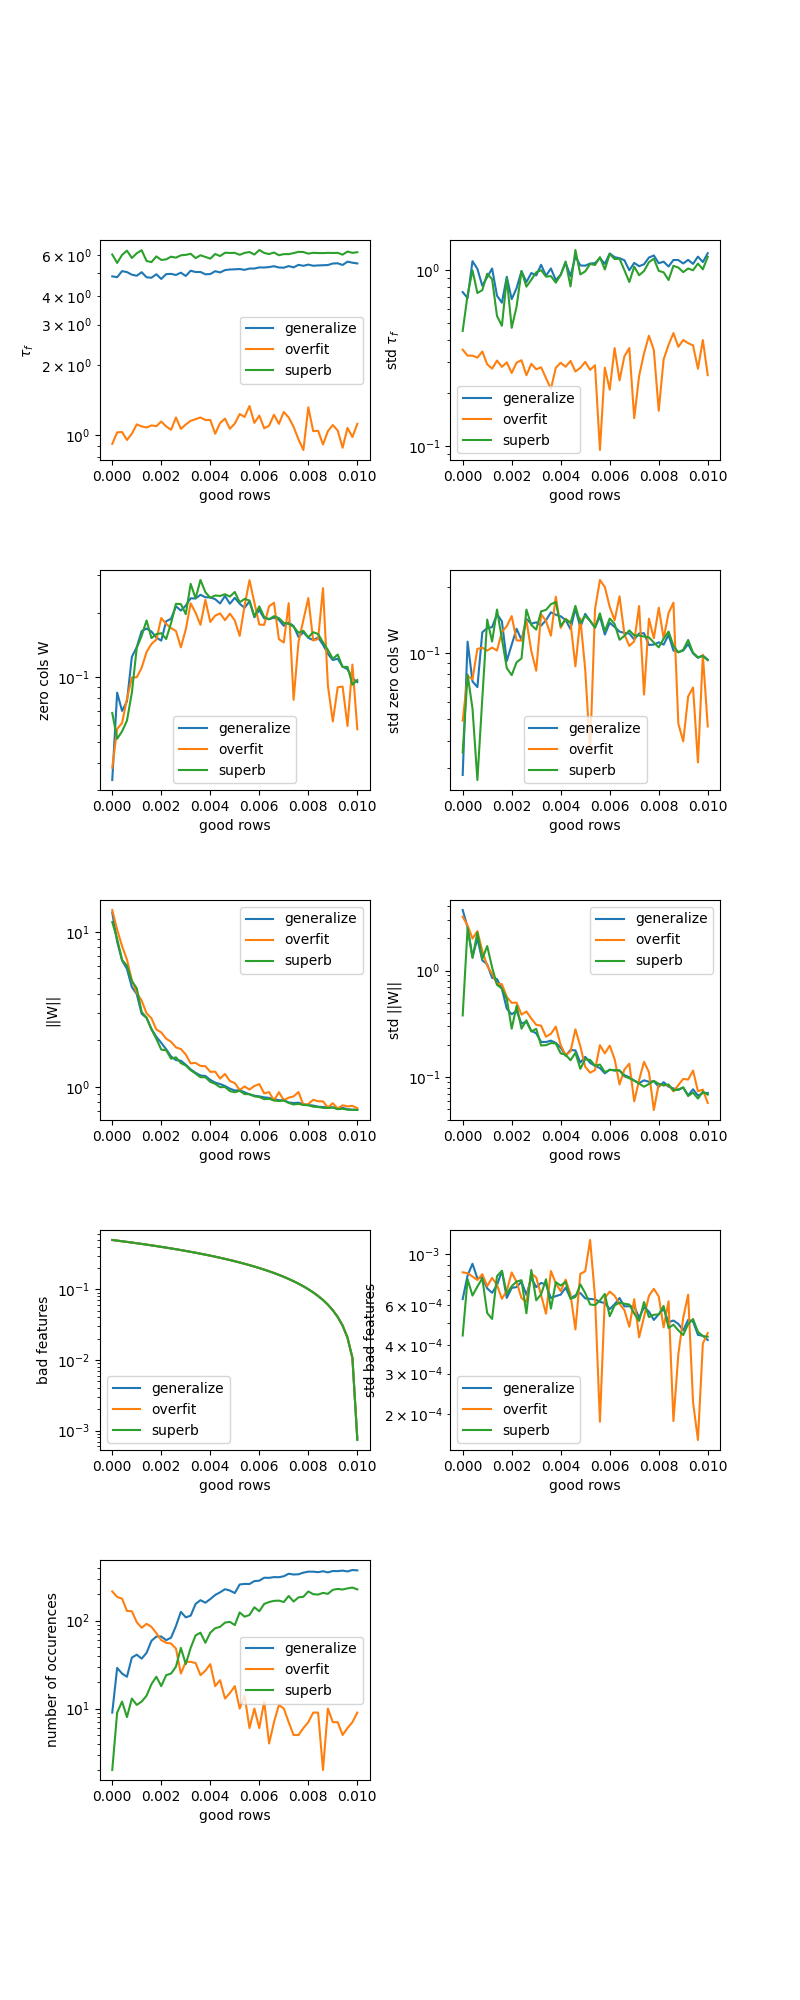 6 × 10⁰
4 × 10⁰
3 × 10⁰
2 × 10⁰
10⁰
τf
generalize
overfit
superb
0.000 0.002 0.004 0.006 0.008 0.010
good rows
10⁰
10⁻¹
std τf
generalize
overfit
superb
0.000 0.002 0.004 0.006 0.008 0.010
good rows
10⁻¹
zero cols W
generalize
overfit
superb
0.000 0.002 0.004 0.006 0.008 0.010
good rows
10⁻¹
std zero cols W
generalize
overfit
superb
0.000 0.002 0.004 0.006 0.008 0.010
good rows
10¹
10⁰
||W||
generalize
overfit
superb
0.000 0.002 0.004 0.006 0.008 0.010
good rows
10⁰
10⁻¹
std ||W||
generalize
overfit
superb
0.000 0.002 0.004 0.006 0.008 0.010
good rows
10⁻¹
10⁻²
10⁻³
bad features
generalize
overfit
superb
0.000 0.002 0.004 0.006 0.008 0.010
good rows
10⁻³
6 × 10⁻⁴
4 × 10⁻⁴
3 × 10⁻⁴
2 × 10⁻⁴
std bad features
generalize
overfit
superb
0.000 0.002 0.004 0.006 0.008 0.010
good rows
10²
10¹
number of occurences
generalize
overfit
superb
0.000 0.002 0.004 0.006 0.008 0.010
good rows